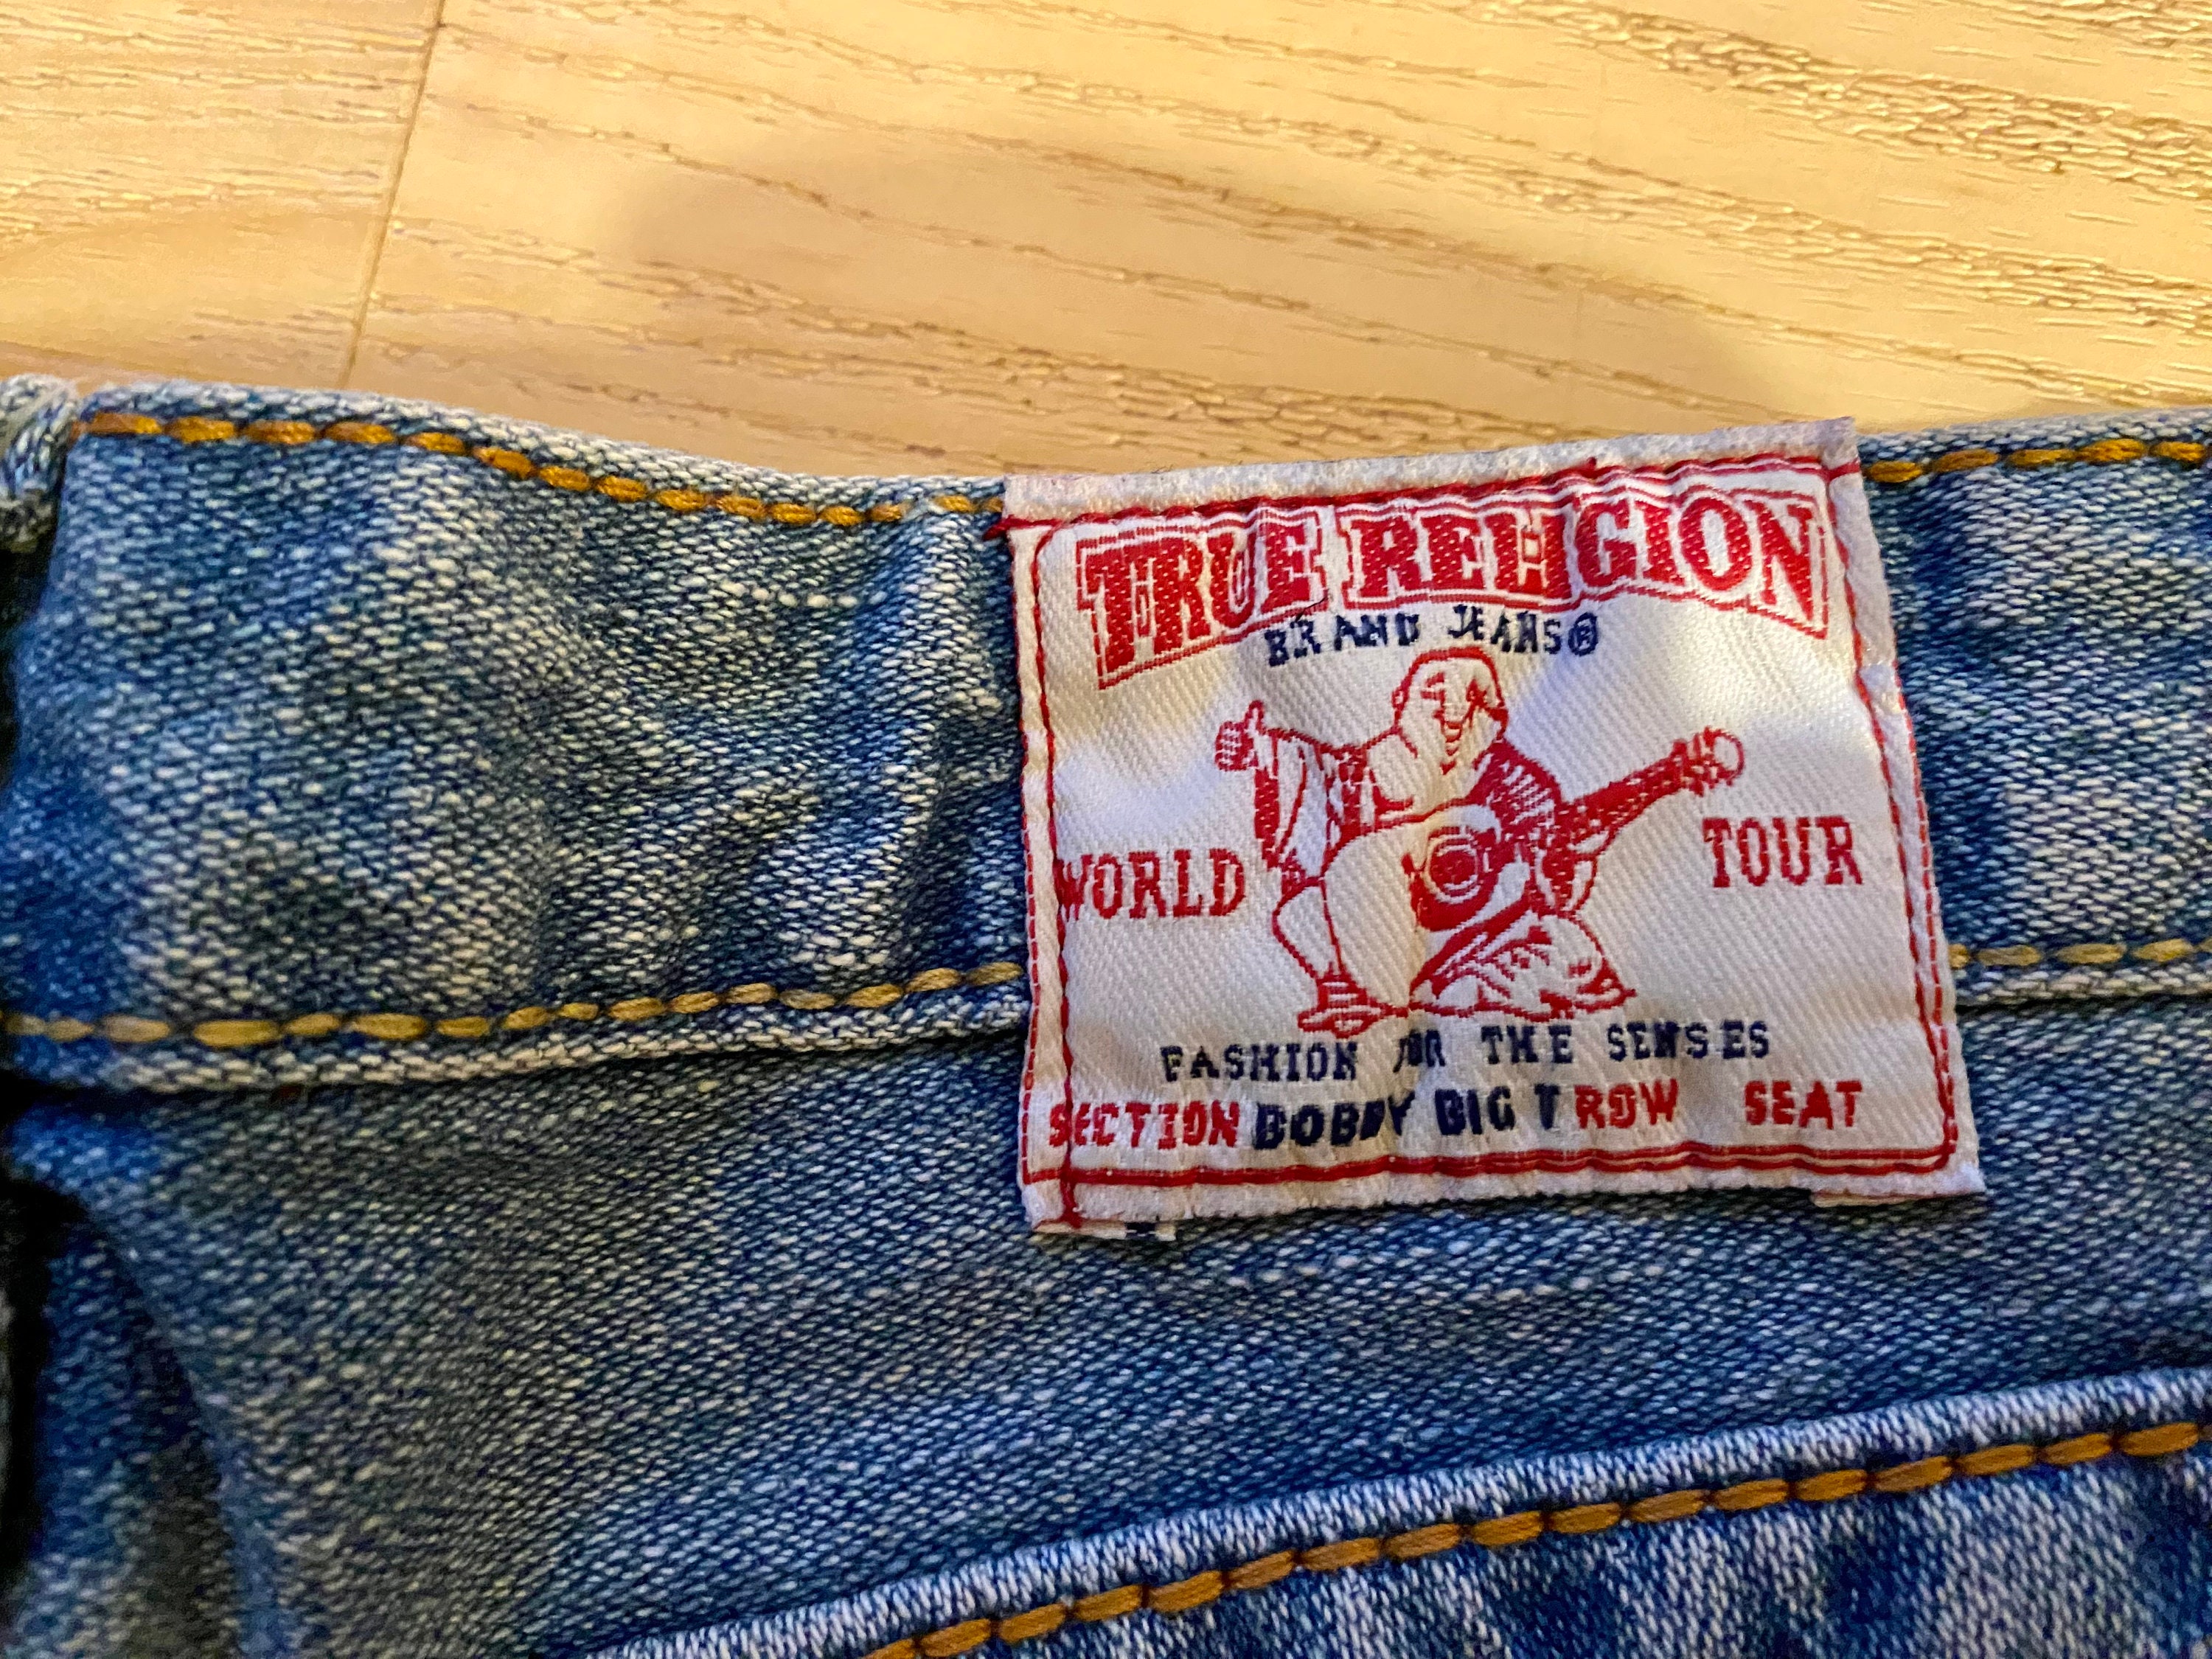 TRUE RELIGION
BRAND JEANS®
WORLD TOUR
FASHION FOR THE SENSES
SECTION BOBBY BIG T ROW SEAT